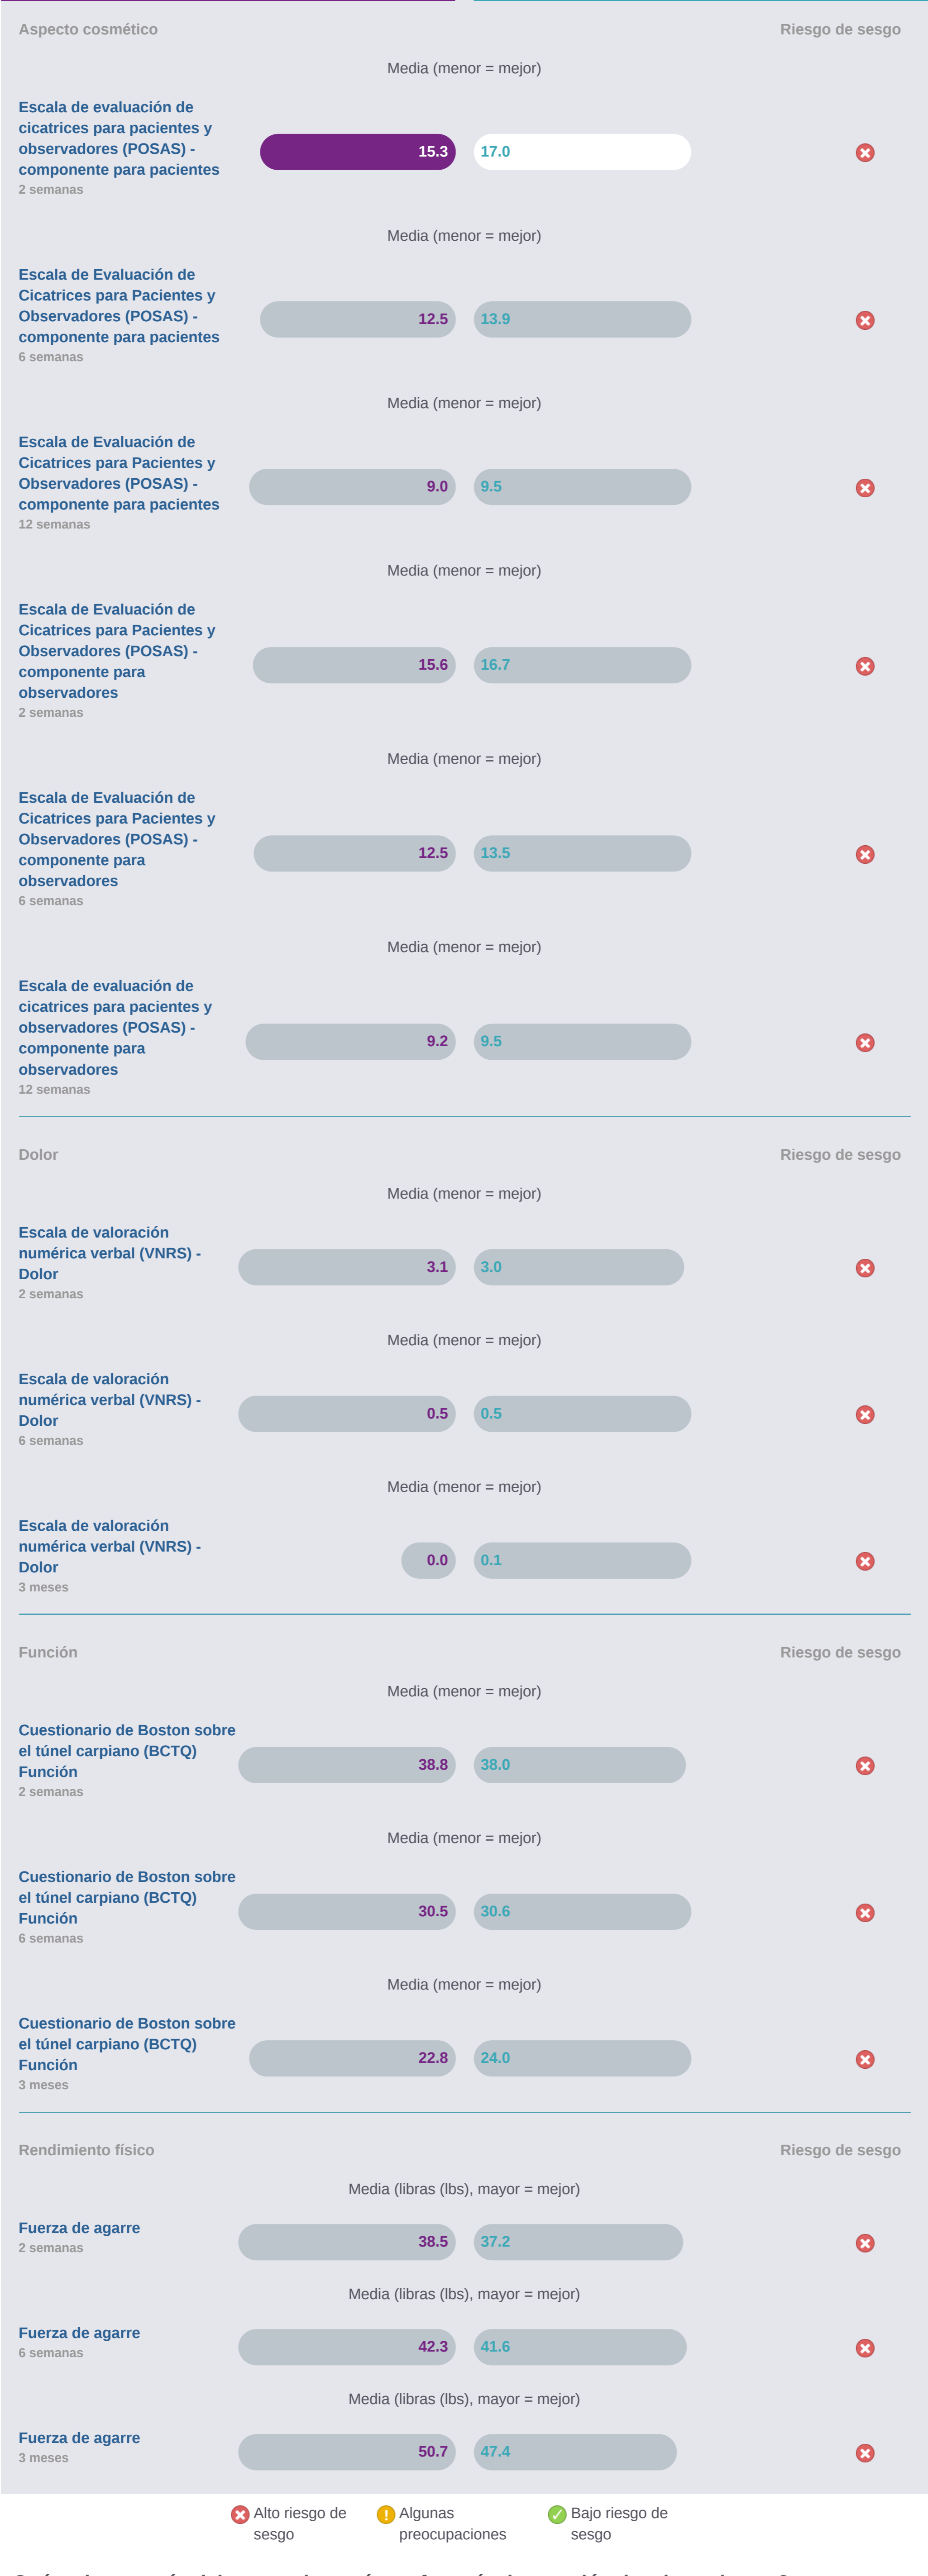 Aspecto cosmético
Riesgo de sesgo
Media (menor = mejor)
Escala de evaluación de
cicatrices para pacientes y
observadores (POSAS) -
componente para pacientes
2 semanas
15.3
17.0
Media (menor = mejor)
Escala de Evaluación de
Cicatrices para Pacientes y
Observadores (POSAS) -
componente para pacientes
6 semanas
12.5
13.9
Media (menor = mejor)
Escala de Evaluación de
Cicatrices para Pacientes y
Observadores (POSAS) -
componente para pacientes
12 semanas
9.0
9.5
Media (menor = mejor)
Escala de Evaluación de
Cicatrices para Pacientes y
Observadores (POSAS) -
componente para
observadores
2 semanas
15.6
16.7
Media (menor = mejor)
Escala de Evaluación de
Cicatrices para Pacientes y
Observadores (POSAS) -
componente para
observadores
6 semanas
12.5
13.5
Media (menor = mejor)
Escala de evaluación de
cicatrices para pacientes y
observadores (POSAS) -
componente para
observadores
12 semanas
9.2
9.5
Dolor
Riesgo de sesgo
Media (menor = mejor)
Escala de valoración
numérica verbal (VNRS) -
Dolor
2 semanas
3.1
3.0
Media (menor = mejor)
Escala de valoración
numérica verbal (VNRS) -
Dolor
6 semanas
0.5
0.5
Media (menor = mejor)
Escala de valoración
numérica verbal (VNRS) -
Dolor
3 meses
0.0
0.1
Función
Riesgo de sesgo
Media (menor = mejor)
Cuestionario de Boston sobre
el túnel carpiano (BCTQ)
Función
2 semanas
38.8
38.0
Media (menor = mejor)
Cuestionario de Boston sobre
el túnel carpiano (BCTQ)
Función
6 semanas
30.5
30.6
Media (menor = mejor)
Cuestionario de Boston sobre
el túnel carpiano (BCTQ)
Función
3 meses
22.8
24.0
Rendimiento físico
Riesgo de sesgo
Media (libras (lbs), mayor = mejor)
Fuerza de agarre
2 semanas
38.5
37.2
Media (libras (lbs), mayor = mejor)
Fuerza de agarre
6 semanas
42.3
41.6
Media (libras (lbs), mayor = mejor)
Fuerza de agarre
3 meses
50.7
47.4
Alto riesgo de
sesgo
Algunas
preocupaciones
Bajo riesgo de
sesgo